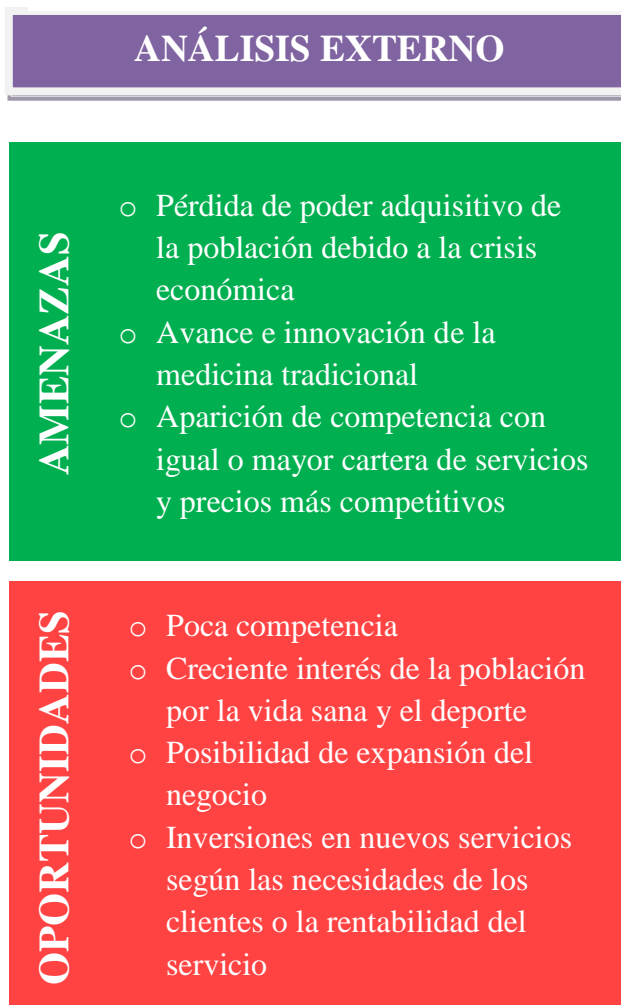 ANÁLISIS EXTERNO
AMENAZAS
o Pérdida de poder adquisitivo de
la población debido a la crisis
económica
o Avance e innovación de la
medicina tradicional
o Aparición de competencia con
igual o mayor cartera de servicios
y precios más competitivos
OPORTUNIDADES
o Poca competencia
o Creciente interés de la población
por la vida sana y el deporte
o Posibilidad de expansión del
negocio
o Inversiones en nuevos servicios
según las necesidades de los
clientes o la rentabilidad del
servicio